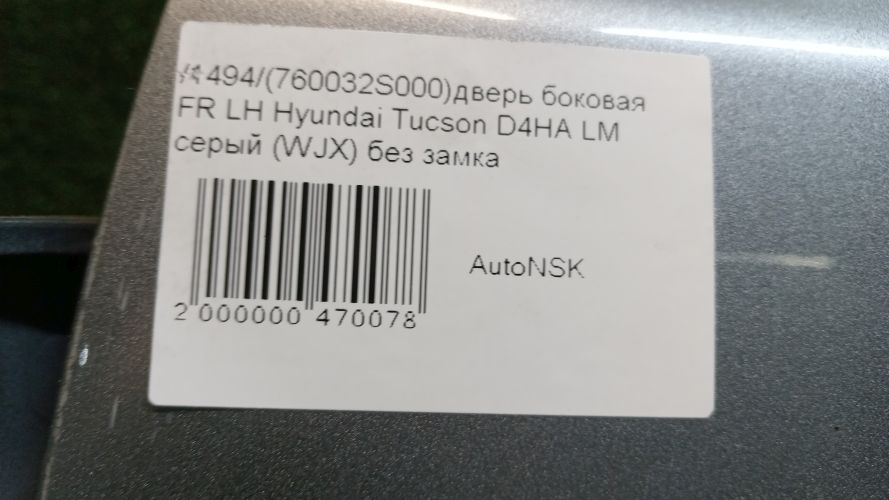 494/(760032S000)дверь боковая
FR LH Hyundai Tucson D4HA LM
серый (WJX) без замка
AutoNSK
2 000000 470078